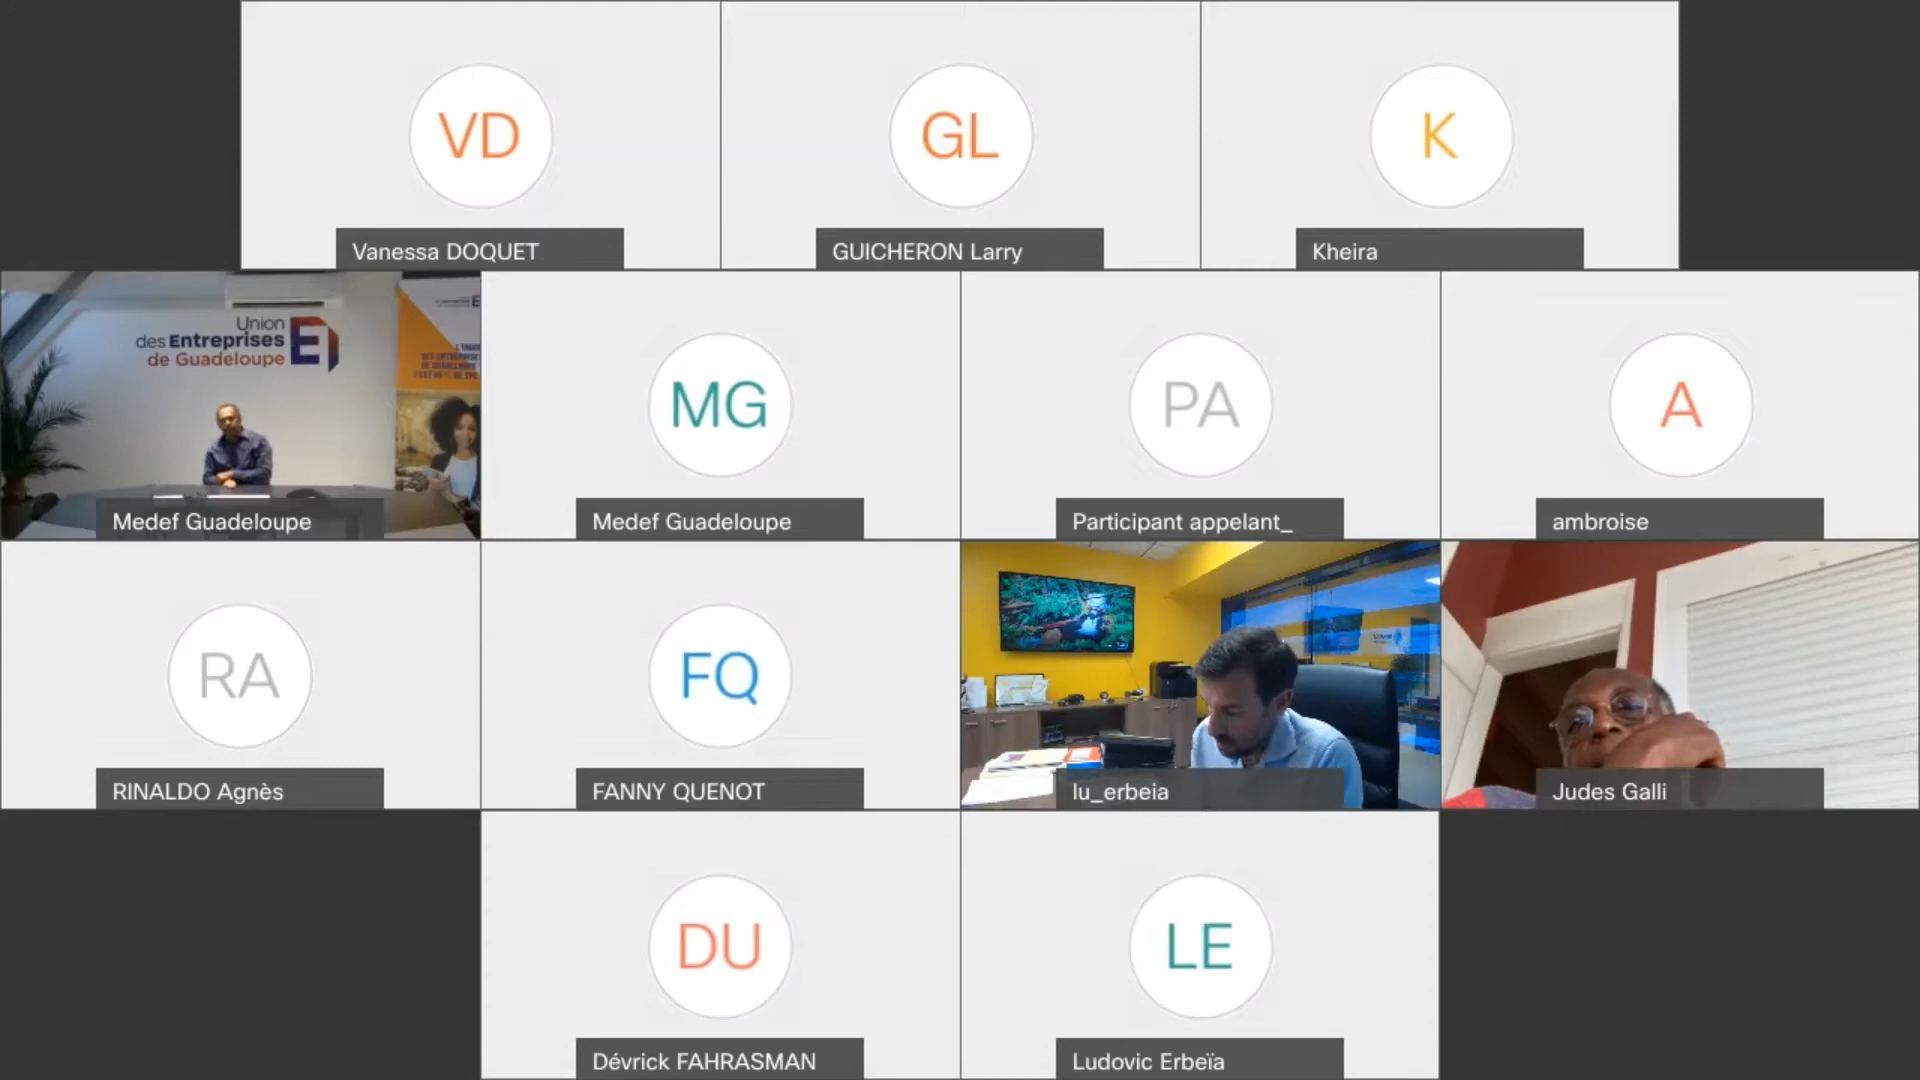 VD
Vanessa DOQUET
GL
GUICHERON Larry
K
Kheira
Union
des Entreprises
de Guadeloupe
E
Medef Guadeloupe
MG
Medef Guadeloupe
PA
Participant appelant_
A
ambroise
RA
RINALDO Agnès
FQ
FANNY QUENOT
lu_erbeia
Judes Galli
DU
Dévrick FAHRASMAN
LE
Ludovic Erbeïa